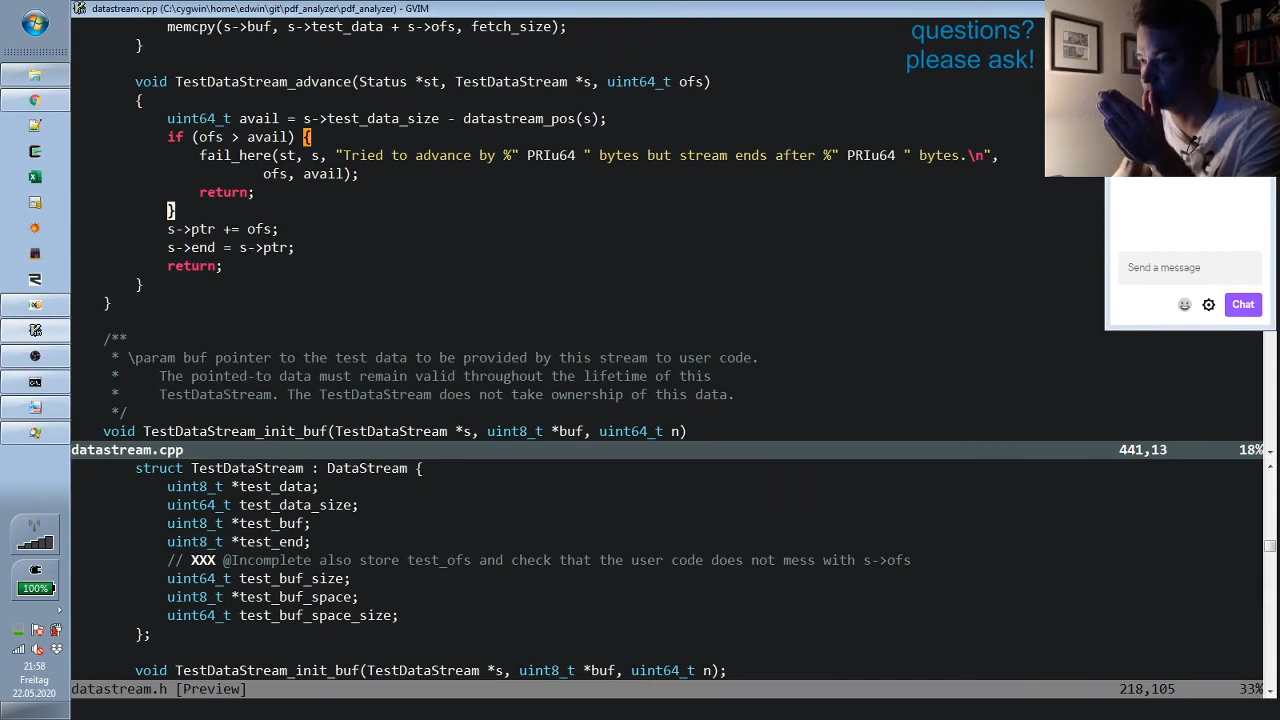 datastream.cpp (C:\cygwin\home\edwin\git\pdf_analyzer\pdf_analyzer) - GVIM
memcpy(s->buf, s->test_data + s->ofs, fetch_size);
}
void TestDataStream_advance(Status *st, TestDataStream *s, uint64_t ofs)
{
uint64_t avail = s->test_data_size - datastream_pos(s);
if (ofs > avail) {
fail_here(st, s, "Tried to advance by %" PRIu64 " bytes but stream ends after %" PRIu64 " bytes.\n",
ofs, avail);
return;
}
s->ptr += ofs;
s->end = s->ptr;
return;
}
}
/**
* \param buf pointer to the test data to be provided by this stream to user code.
*     The pointed-to data must remain valid throughout the lifetime of this
*     TestDataStream. The TestDataStream does not take ownership of this data.
*/
void TestDataStream_init_buf(TestDataStream *s, uint8_t *buf, uint64_t n)
datastream.cpp 441,13 18%
struct TestDataStream : DataStream {
uint8_t *test_data;
uint64_t test_data_size;
uint8_t *test_buf;
uint8_t *test_end;
// XXX @Incomplete also store test_ofs and check that the user code does not mess with s->ofs
uint64_t test_buf_size;
uint8_t *test_buf_space;
uint64_t test_buf_space_size;
};
void TestDataStream_init_buf(TestDataStream *s, uint8_t *buf, uint64_t n);
datastream.h [Preview] 218,105 33%
questions?
please ask!
Send a message
Chat
100%
21:58
Freitag
22.05.2020